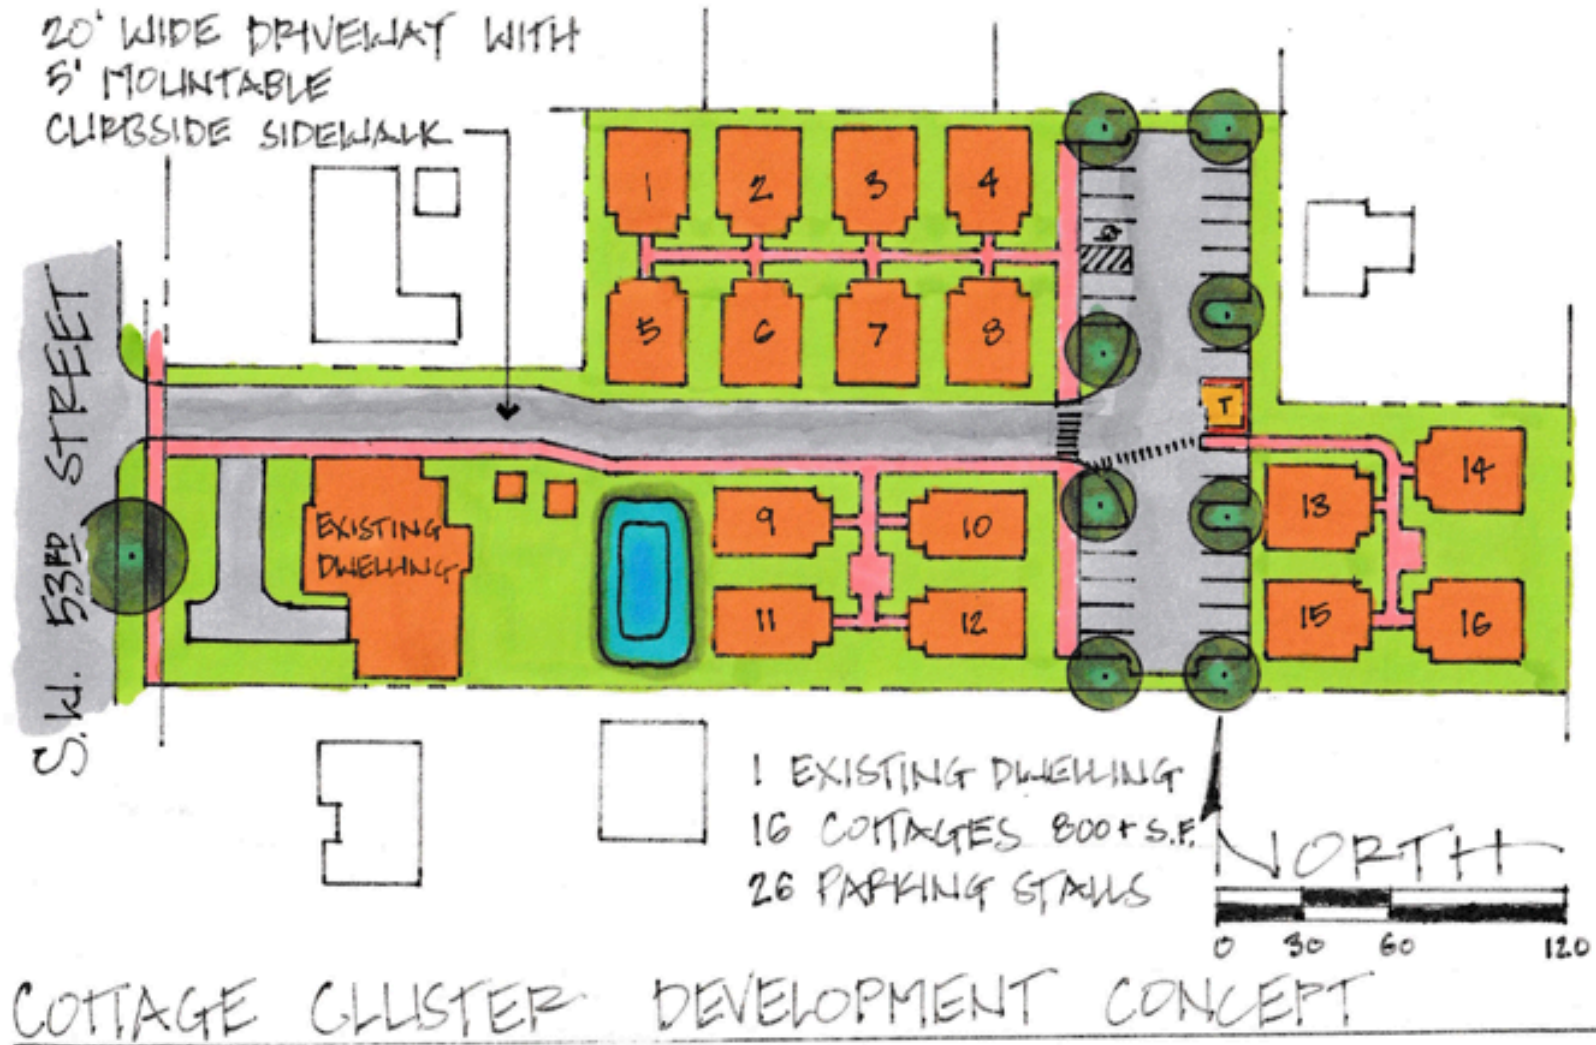 20' WIDE DRIVEWAY WITH
5' MOUNTABLE
CURBSIDE SIDEWALK
1
2
3
4
5
6
7
8
S.W. 53RD STREET
T
14
13
9
10
EXISTING
DWELLING
11
12
15
16
1 EXISTING DWELLING
16 COTTAGES 800+ S.F.
26 PARKING STALLS
NORTH
0 30 60 120
COTTAGE CLUSTER DEVELOPMENT CONCEPT